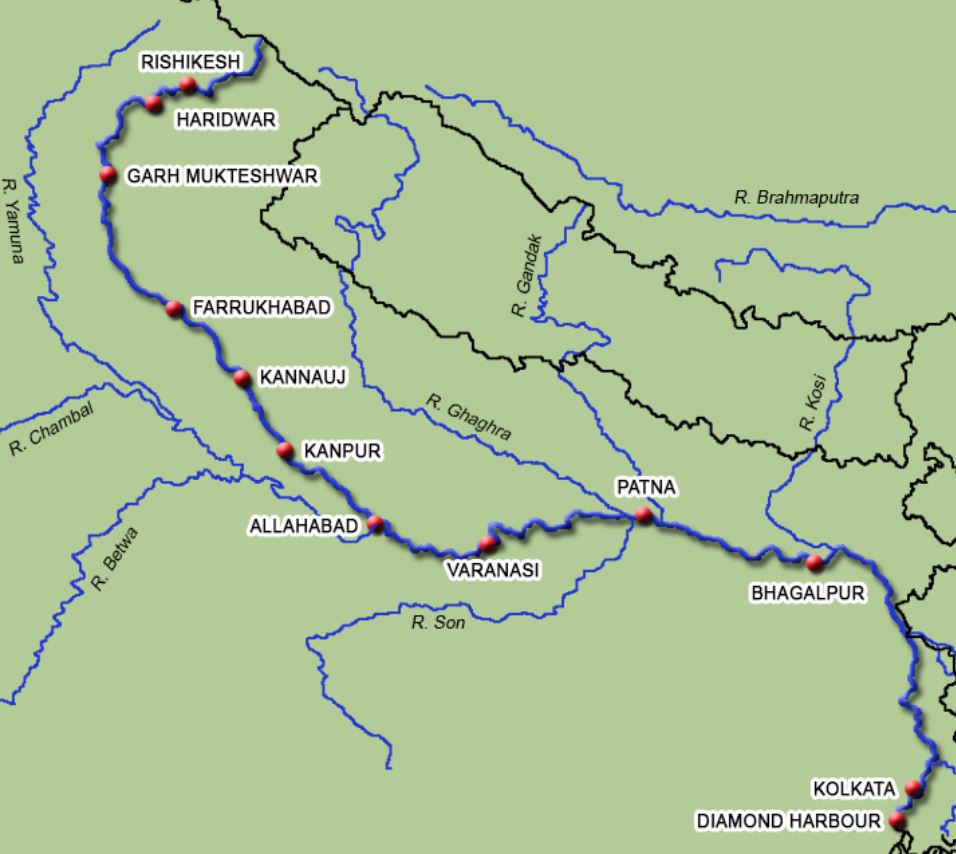 RISHIKESH
HARIDWAR
GARH MUKTESHWAR
R. Yamuna
R. Brahmaputra
R. Gandak
FARRUKHABAD
KANNAUJ
R. Chambal
R. Ghaghra
R. Kosi
KANPUR
PATNA
ALLAHABAD
R. Betwa
VARANASI
BHAGALPUR
R. Son
KOLKATA
DIAMOND HARBOUR